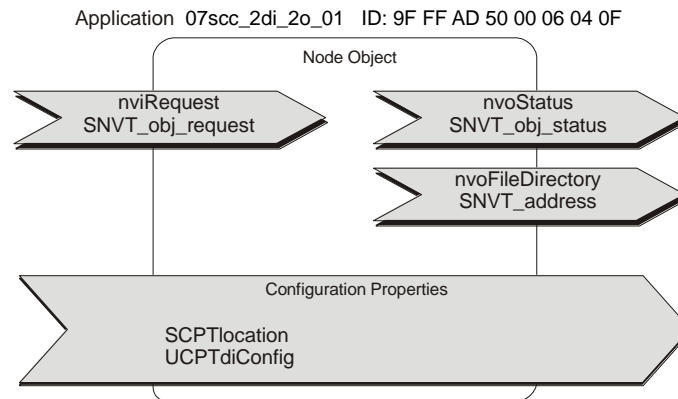 Application 07scc_2di_2o_01 ID: 9F FF AD 50 00 06 04 0F
Node Object
nviRequest
SNVT_obj_request
nvoStatus
SNVT_obj_status
nvoFileDirectory
SNVT_address
Configuration Properties
SCPTlocation
UCPTdiConfig